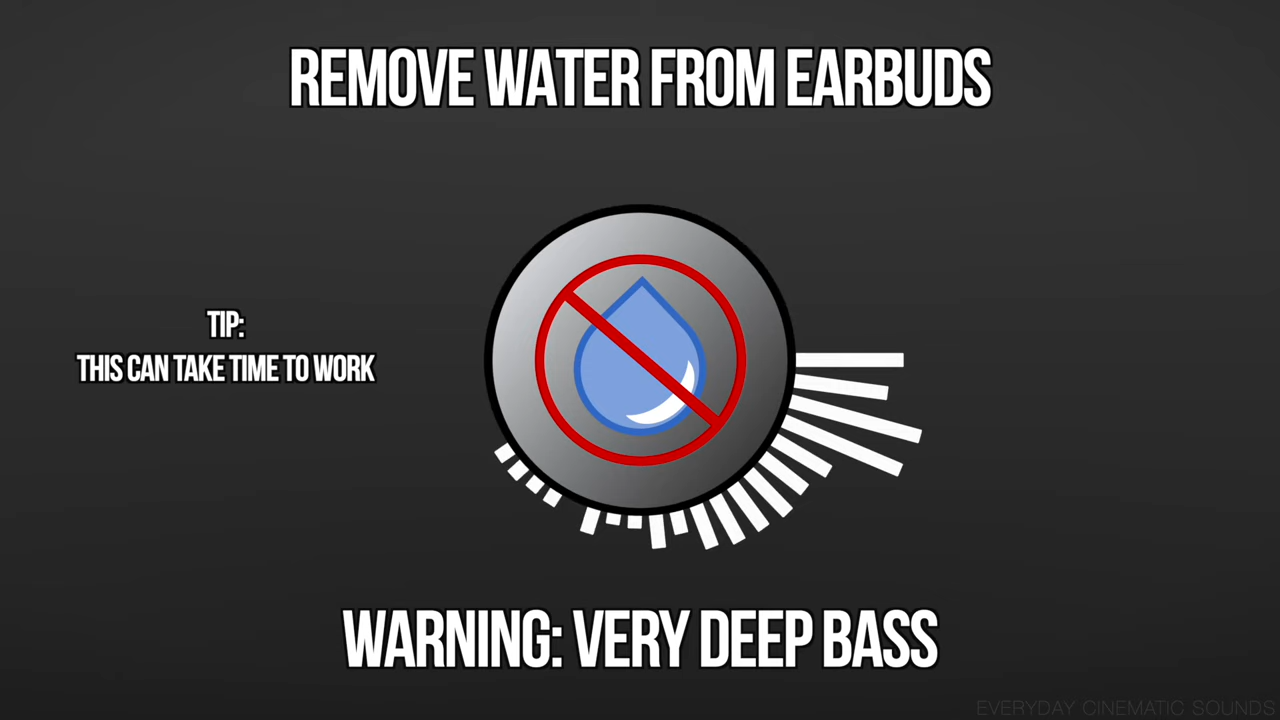 REMOVE WATER FROM EARBUDS
TIP:
THIS CAN TAKE TIME TO WORK
WARNING: VERY DEEP BASS
EVERYDAY CINEMATIC SOUNDS